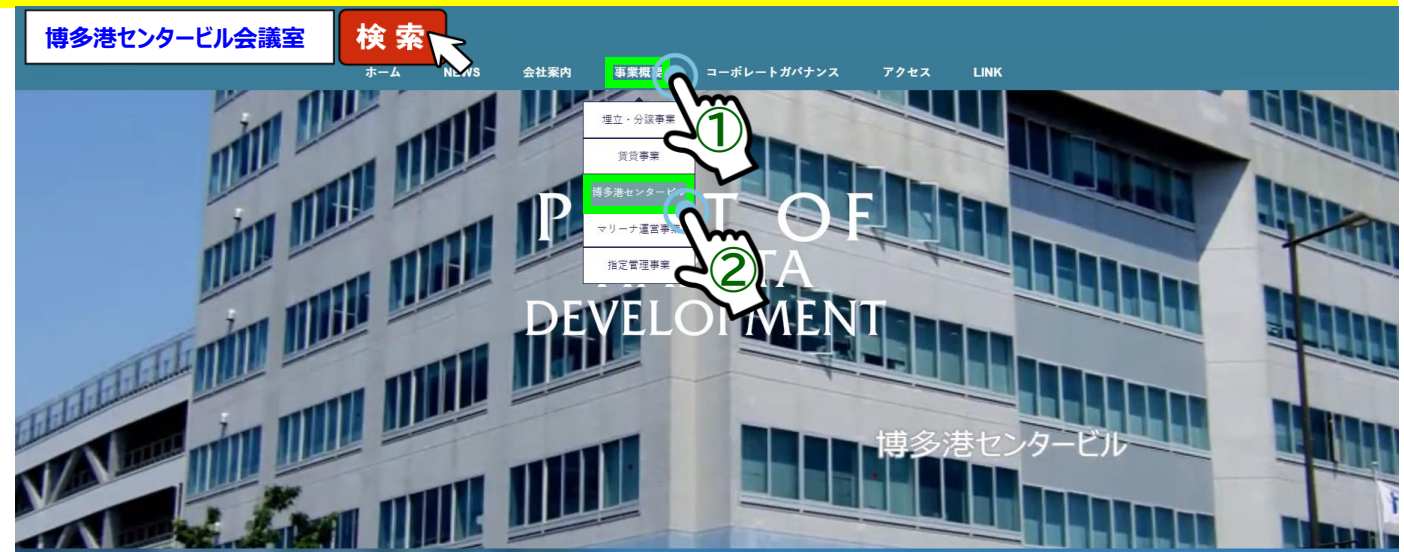 博多港センタービル会議室
検索
ホーム NEWS 会社案内 事業概要 コーポレートガバナンス アクセス LINK
埋立・分譲事業
賃貸事業
博多港センタービル
マリーナ運営事業
指定管理事業
①
②
OF
DEVELOPMENT
博多港センタービル